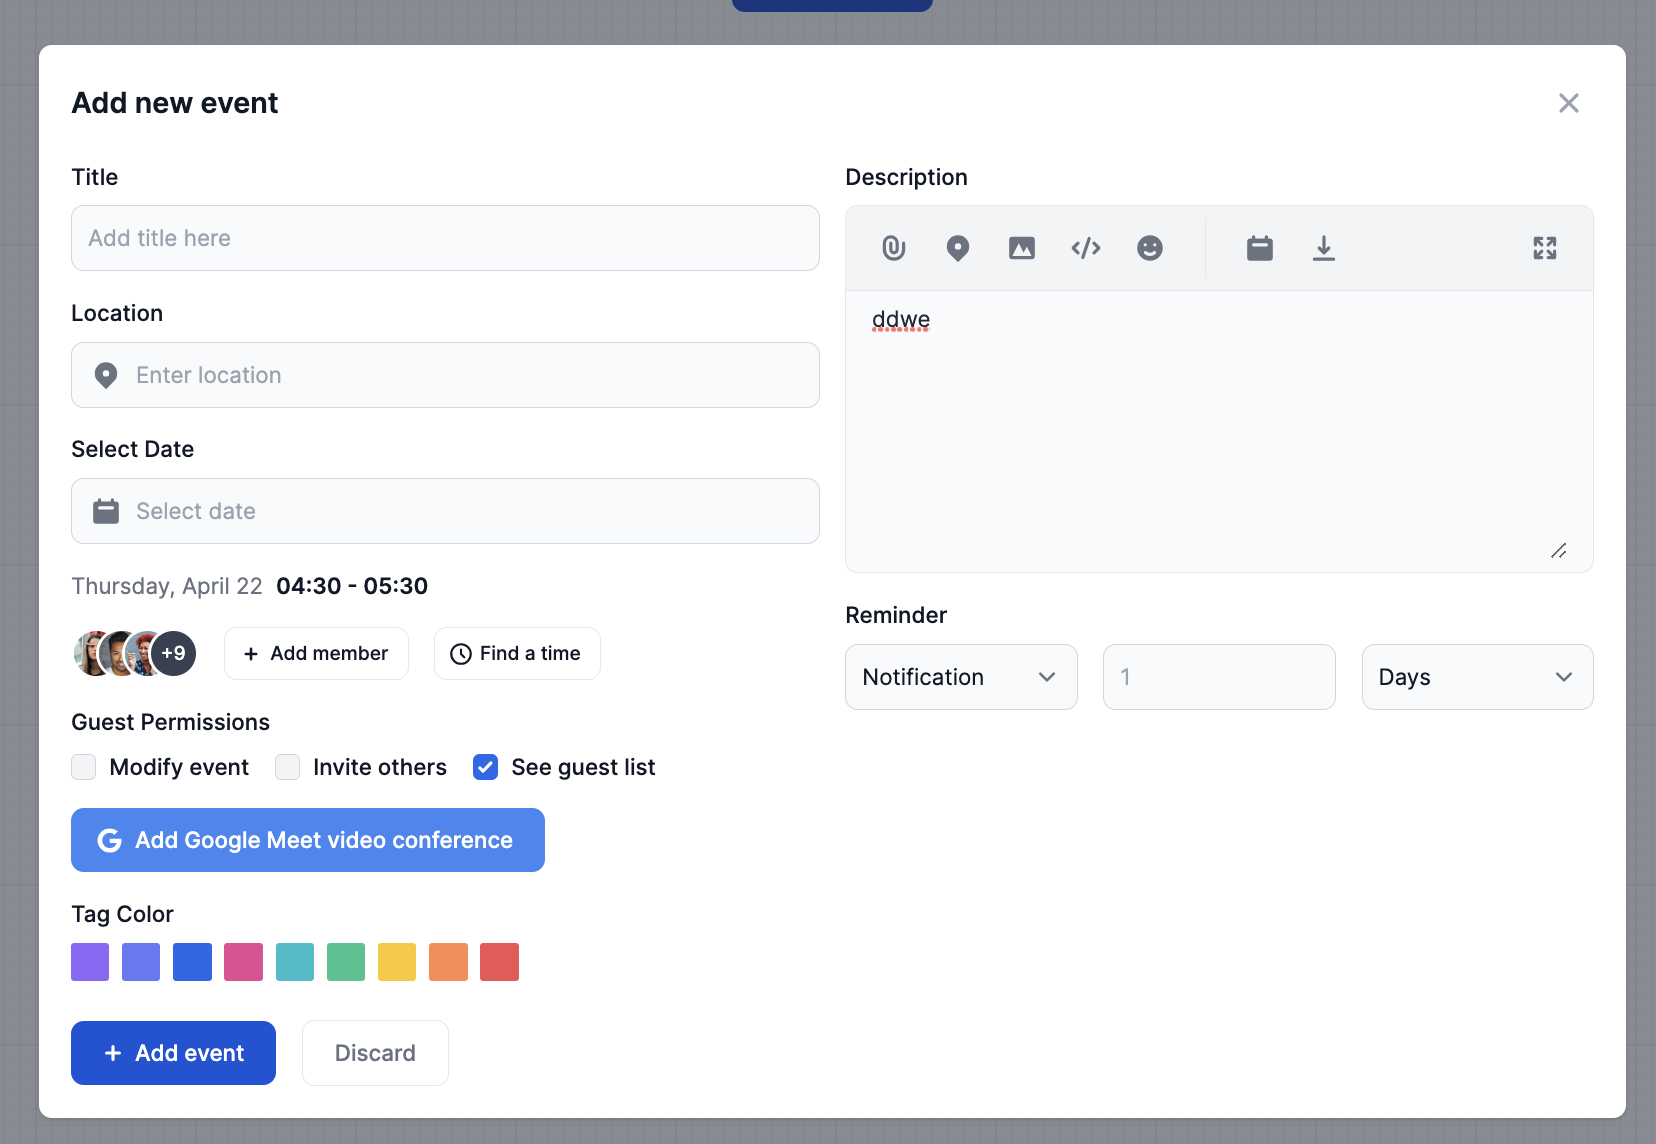 Add new event
Title
Add title here
Location
Enter location
Select Date
Select date
Thursday, April 22 04:30 - 05:30
+9
Add member
Find a time
Guest Permissions
Modify event
Invite others
See guest list
Add Google Meet video conference
Tag Color
Add event
Discard
Description
ddwe
Reminder
Notification
1
Days